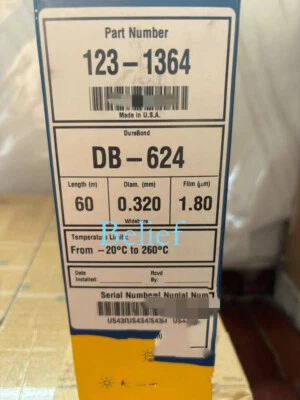 Part Number
123-1364
Made in U.S.A.
DuraBond
DB-624
Length (m) Diam. (mm) Film (µm)
60 0.320 1.80
Widebore
Belief
Temperature Limits:
From -20°C to 260°C
Date Rcvd
Installed: By:
Serial Number